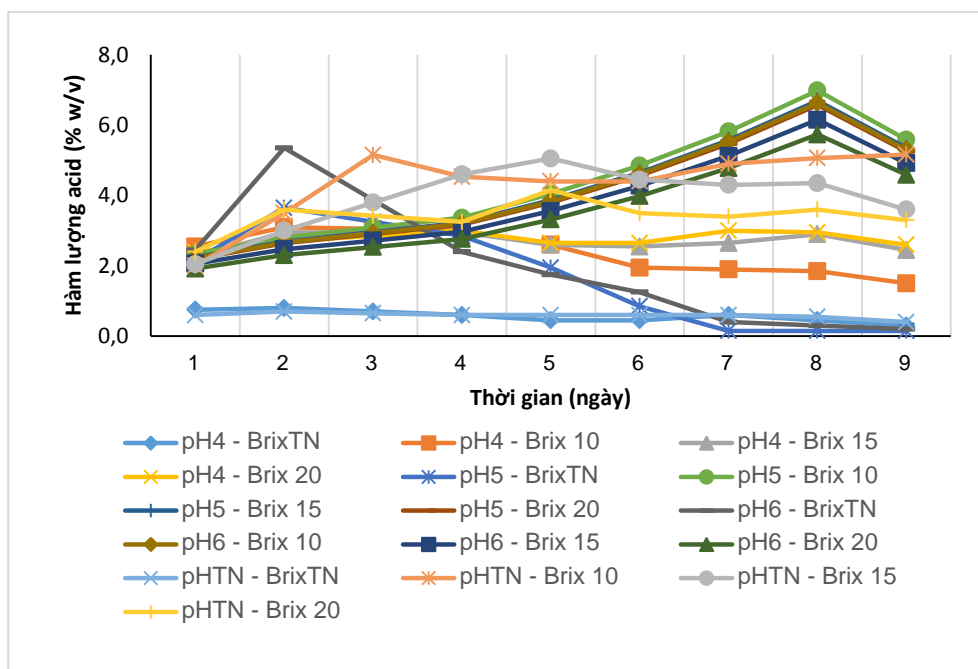 8,0
6,0
4,0
2,0
0,0
Hàm lượng acid (% w/v)
1 2 3 4 5 6 7 8 9
Thời gian (ngày)
pH4 - BrixTN pH4 - Brix 10 pH4 - Brix 15
pH4 - Brix 20 pH5 - BrixTN pH5 - Brix 10
pH5 - Brix 15 pH5 - Brix 20 pH6 - BrixTN
pH6 - Brix 10 pH6 - Brix 15 pH6 - Brix 20
pHTN - BrixTN pHTN - Brix 10 pHTN - Brix 15
pHTN - Brix 20